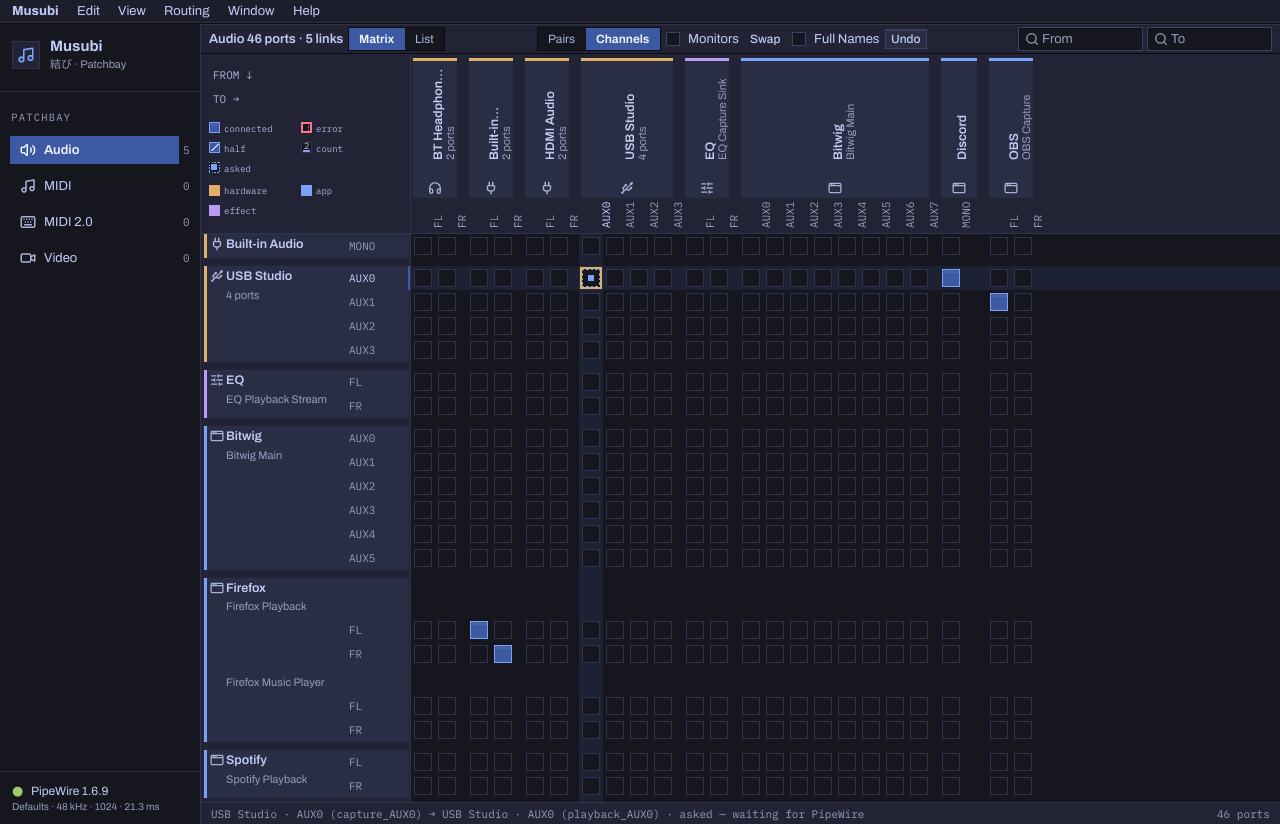 Musubi Edit View Routing Window Help
Musubi
結び · Patchbay
PATCHBAY
Audio 5
MIDI 0
MIDI 2.0 0
Video 0
PipeWire 1.6.9
Defaults · 48 kHz · 1024 · 21.3 ms
Audio 46 ports · 5 links Matrix List Pairs Channels Monitors Swap Full Names Undo From To
FROM ↓
TO →
connected error
half 2 count
asked
hardware app
effect
BT Headphon…
2 ports
Built-in…
2 ports
HDMI Audio
2 ports
USB Studio
4 ports
EQ
EQ Capture Sink
Bitwig
Bitwig Main
Discord
OBS
OBS Capture
FL FR FL FR FL FR AUX0 AUX1 AUX2 AUX3 FL FR AUX0 AUX1 AUX2 AUX3 AUX4 AUX5 AUX6 AUX7 MONO FL FR
Built-in Audio MONO
USB Studio AUX0
4 ports AUX1
AUX2
AUX3
EQ FL
EQ Playback Stream FR
Bitwig AUX0
Bitwig Main AUX1
AUX2
AUX3
AUX4
AUX5
Firefox
Firefox Playback
FL
FR
Firefox Music Player
FL
FR
Spotify FL
Spotify Playback FR
USB Studio · AUX0 (capture_AUX0) → USB Studio · AUX0 (playback_AUX0) · asked — waiting for PipeWire 46 ports